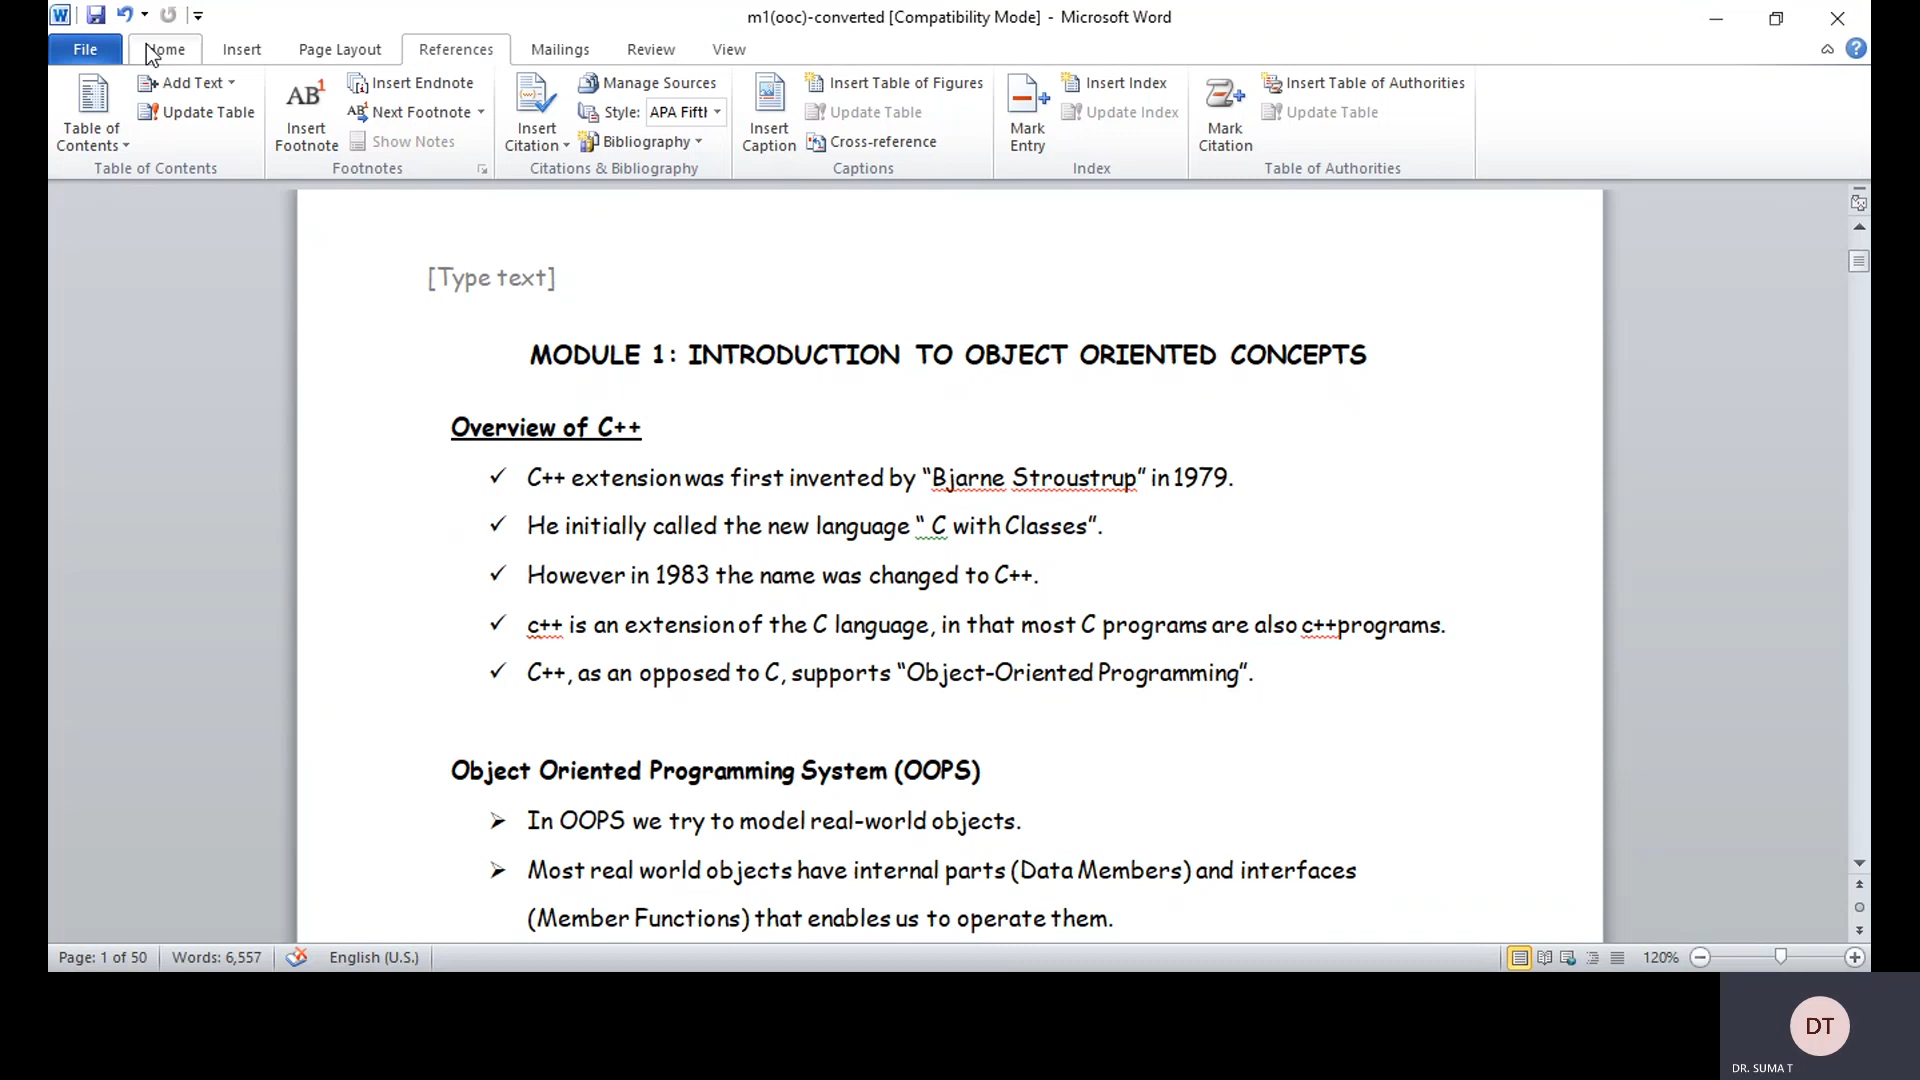 m1(ooc)-converted [Compatibility Mode] - Microsoft Word
File Home Insert Page Layout References Mailings Review View
Table of Contents
Add Text
Update Table
Table of Contents
AB1
Insert Footnote
Insert Endnote
Next Footnote
Show Notes
Footnotes
Insert Citation
Manage Sources
Style: APA Fift
Bibliography
Citations & Bibliography
Insert Caption
Insert Table of Figures
Update Table
Cross-reference
Captions
Mark Entry
Insert Index
Update Index
Index
Mark Citation
Insert Table of Authorities
Update Table
Table of Authorities
[Type text]
MODULE 1: INTRODUCTION TO OBJECT ORIENTED CONCEPTS
Overview of C++
✓ C++ extension was first invented by “Bjarne Stroustrup” in 1979.
✓ He initially called the new language “ C with Classes”.
✓ However in 1983 the name was changed to C++.
✓ c++ is an extension of the C language, in that most C programs are also c++programs.
✓ C++, as an opposed to C, supports “Object-Oriented Programming”.
Object Oriented Programming System (OOPS)
➢ In OOPS we try to model real-world objects.
➢ Most real world objects have internal parts (Data Members) and interfaces
(Member Functions) that enables us to operate them.
Page: 1 of 50 Words: 6,557 English (U.S.) 120%
DT
DR. SUMA T